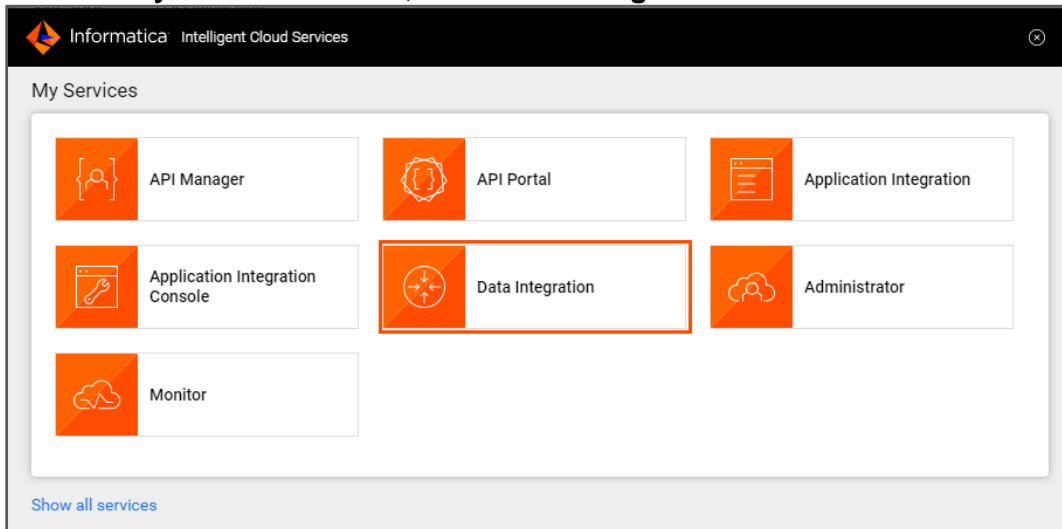 Informatica Intelligent Cloud Services
My Services
API Manager
API Portal
Application Integration
Application Integration
Console
Data Integration
Administrator
Monitor
Show all services